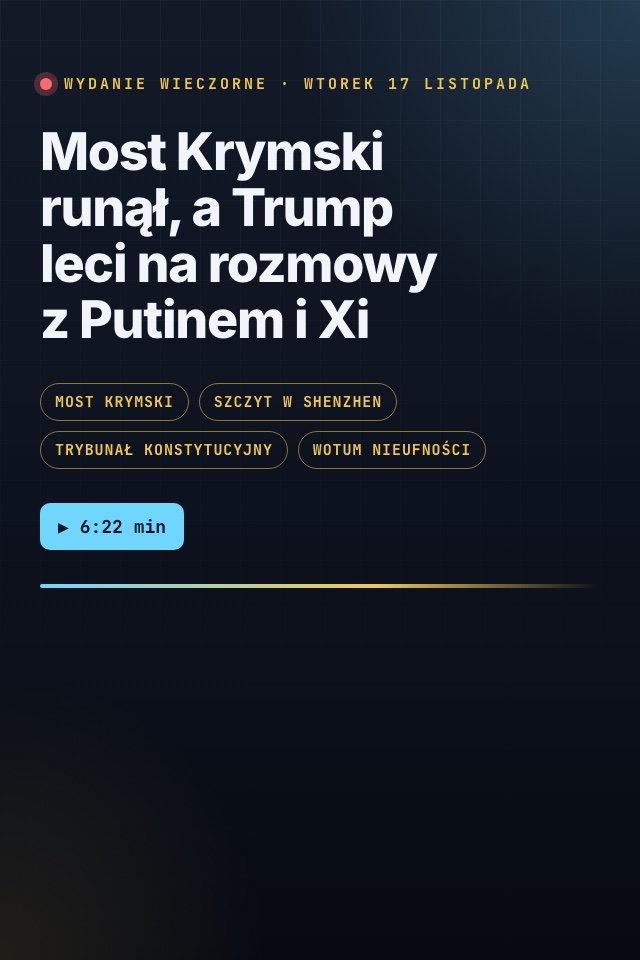 WYDANIE WIECZORNE · WTOREK 17 LISTOPADA
Most Krymski
runął, a Trump
leci na rozmowy
z Putinem i Xi
MOST KRYMSKI
SZCZYT W SHENZHEN
TRYBUNAŁ KONSTYTUCYJNY
WOTUM NIEUFNOŚCI
▶ 6:22 min